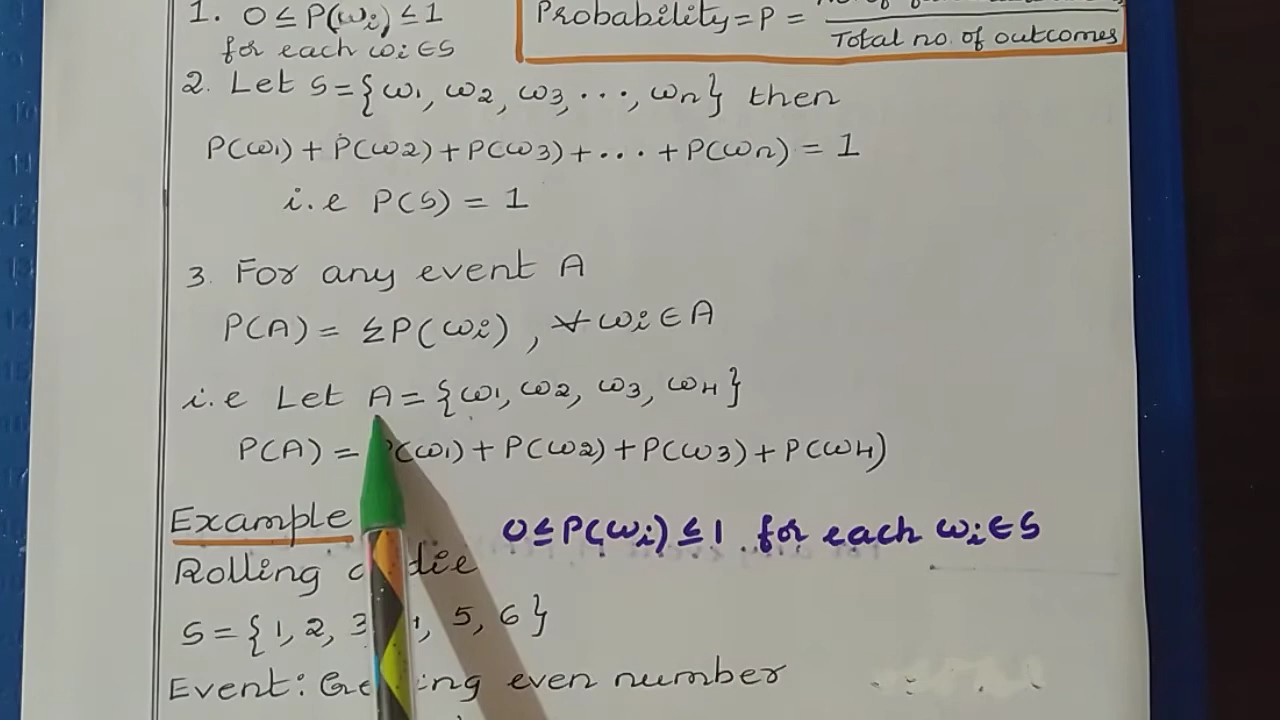 1. 0 ≤ P(ωi) ≤ 1
for each ωi ∈ S
Probability = P =
Total no. of outcomes
2. Let S = {ω1, ω2, ω3, ..., ωn} then
P(ω1) + P(ω2) + P(ω3) + ... + P(ωn) = 1
i.e P(S) = 1
3. For any event A
P(A) = ΣP(ωi), ∀ ωi ∈ A
i.e Let A = {ω1, ω2, ω3, ω4}
P(A) = P(ω1) + P(ω2) + P(ω3) + P(ω4)
Example
0 ≤ P(ωi) ≤ 1 for each ωi ∈ S
Rolling a die
S = {1, 2, 3, 4, 5, 6}
Event: Getting even number